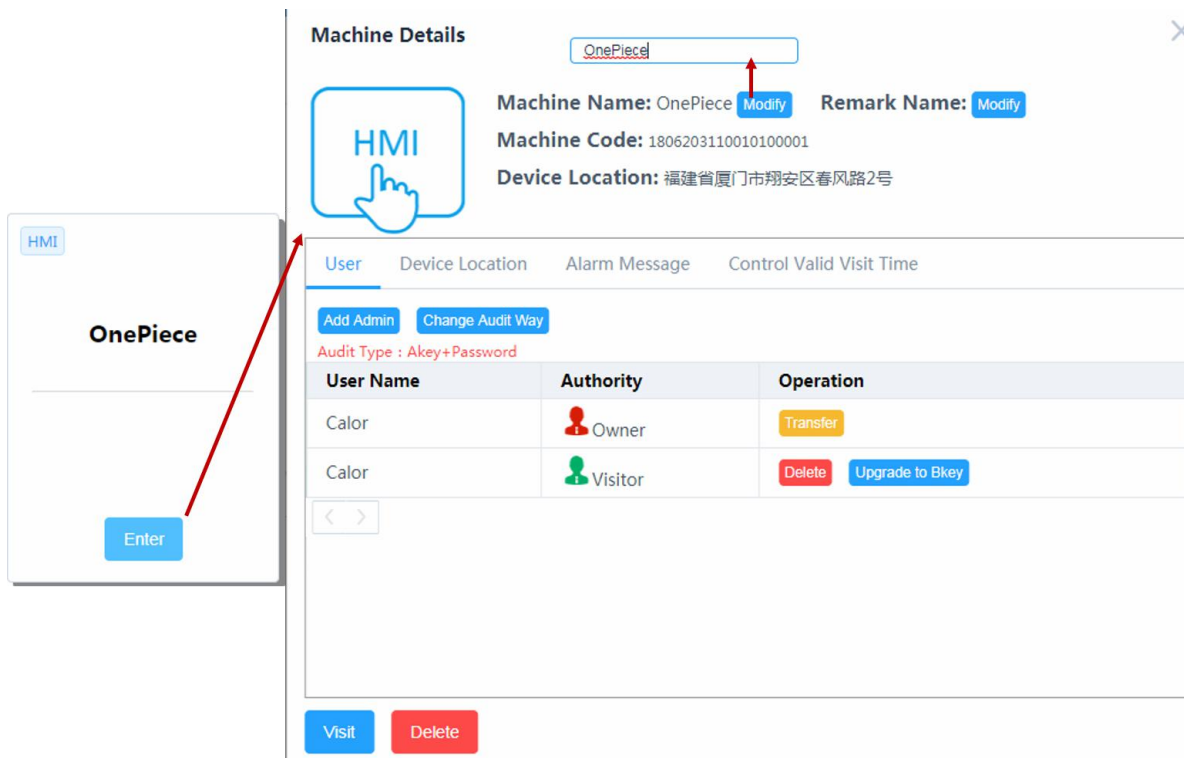 Machine Details
OnePiece
HMI
Machine Name: OnePiece Modify Remark Name: Modify
Machine Code: 1806203110010100001
Device Location: 福建省厦门市翔安区春风路2号
HMI
OnePiece
Enter
User Device Location Alarm Message Control Valid Visit Time
Add Admin Change Audit Way
Audit Type : Akey+Password
User Name Authority Operation
Calor Owner Transfer
Calor Visitor Delete Upgrade to Bkey
Visit Delete